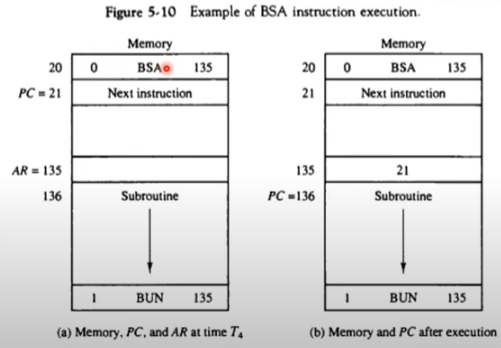 Figure 5-10 Example of BSA instruction execution.
Memory
20 0 BSA 135
PC = 21 Next instruction
AR = 135
136 Subroutine
1 BUN 135
(a) Memory, PC, and AR at time T4
Memory
20 0 BSA 135
21 Next instruction
135 21
PC = 136 Subroutine
1 BUN 135
(b) Memory and PC after execution